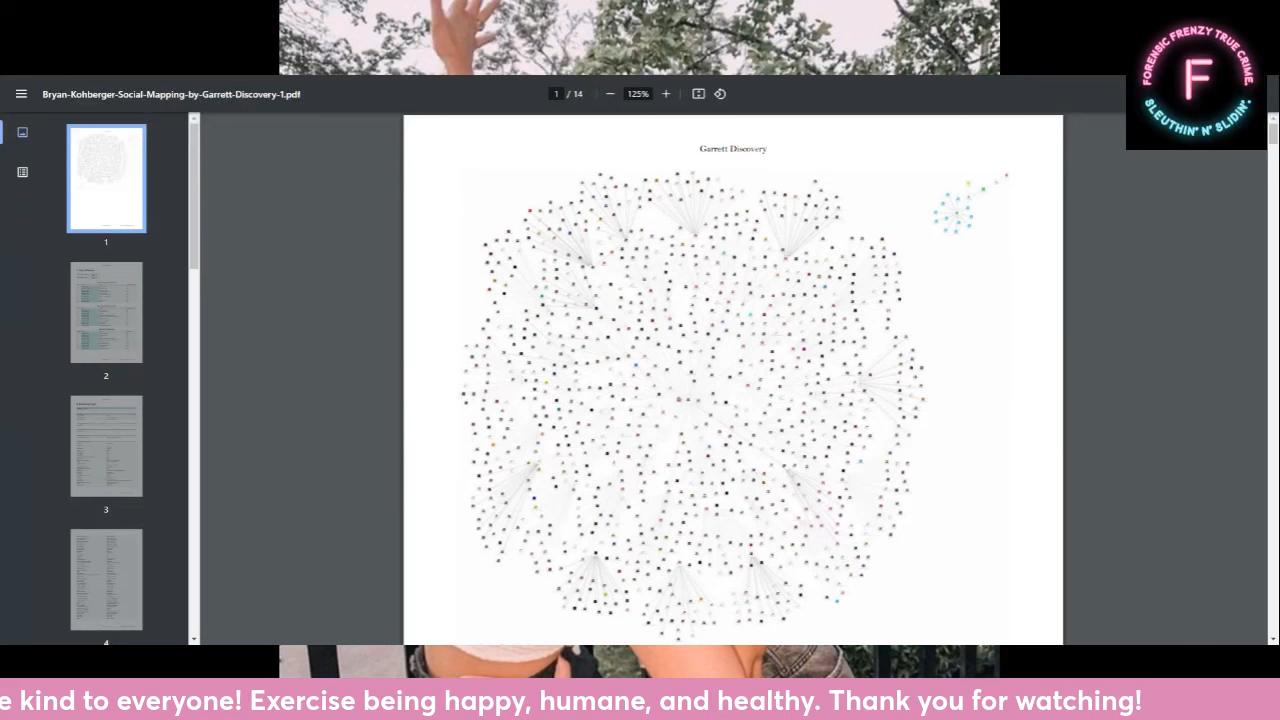 FORENSIC FRENZY TRUE CRIME.
F
SLEUTHIN' N' SLIDIN'.
Bryan-Kohberger-Social-Mapping-by-Garrett-Discovery-1.pdf
1 / 14
125%
Garrett Discovery
1
2
3
4
e kind to everyone! Exercise being happy, humane, and healthy. Thank you for watching!